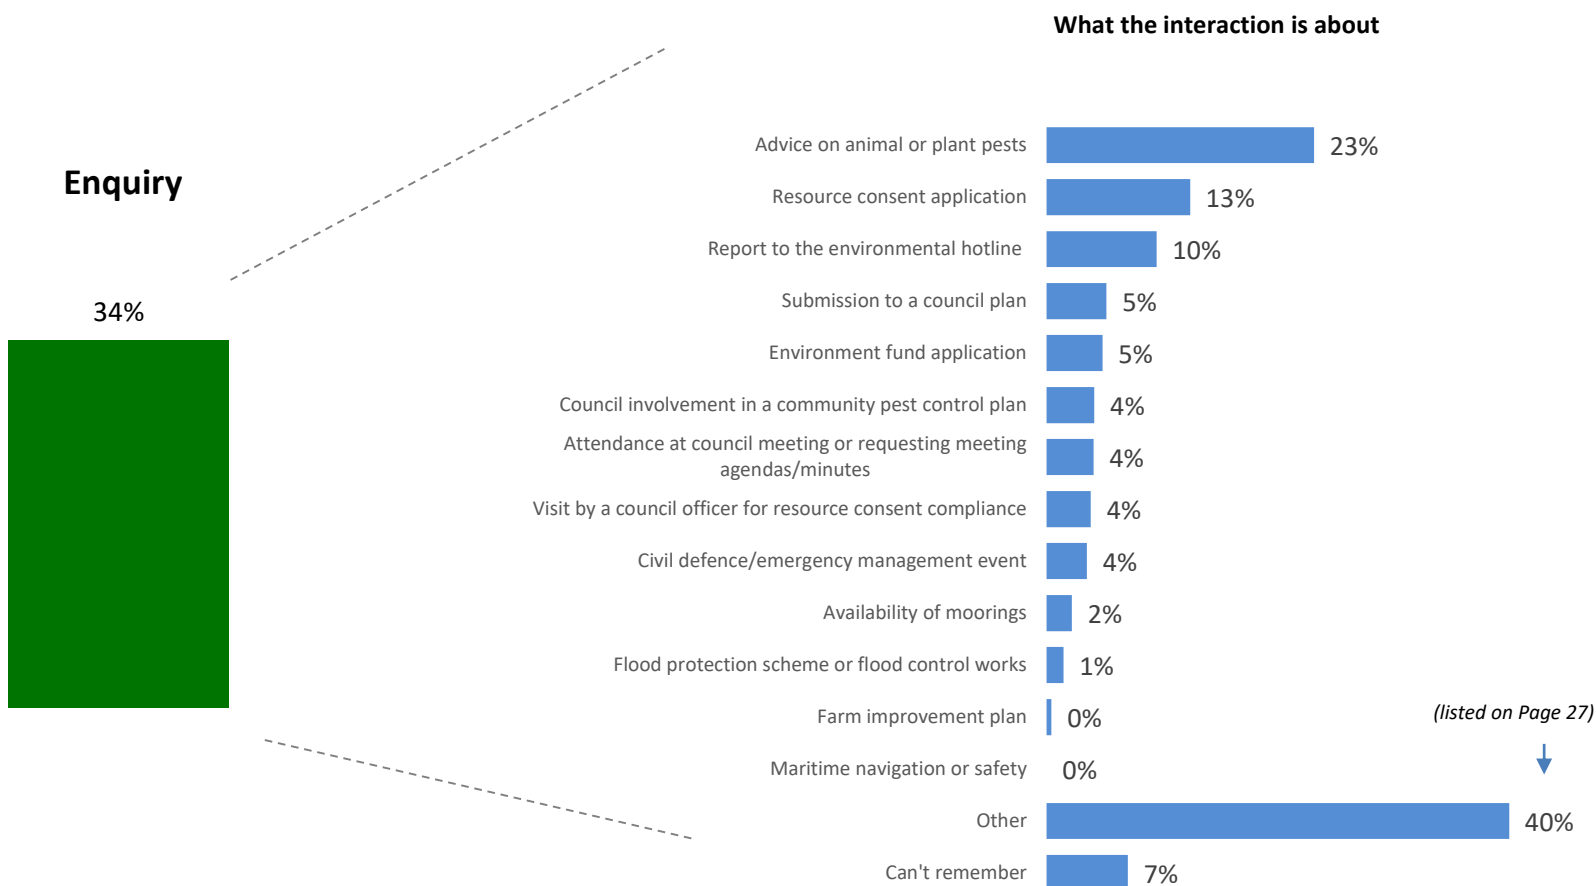 What the interaction is about
Enquiry
34%
Advice on animal or plant pests 23%
Resource consent application 13%
Report to the environmental hotline 10%
Submission to a council plan 5%
Environment fund application 5%
Council involvement in a community pest control plan 4%
Attendance at council meeting or requesting meeting
agendas/minutes 4%
Visit by a council officer for resource consent compliance 4%
Civil defence/emergency management event 4%
Availability of moorings 2%
Flood protection scheme or flood control works 1%
Farm improvement plan 0%
(listed on Page 27)
Maritime navigation or safety 0%
Other 40%
Can't remember 7%